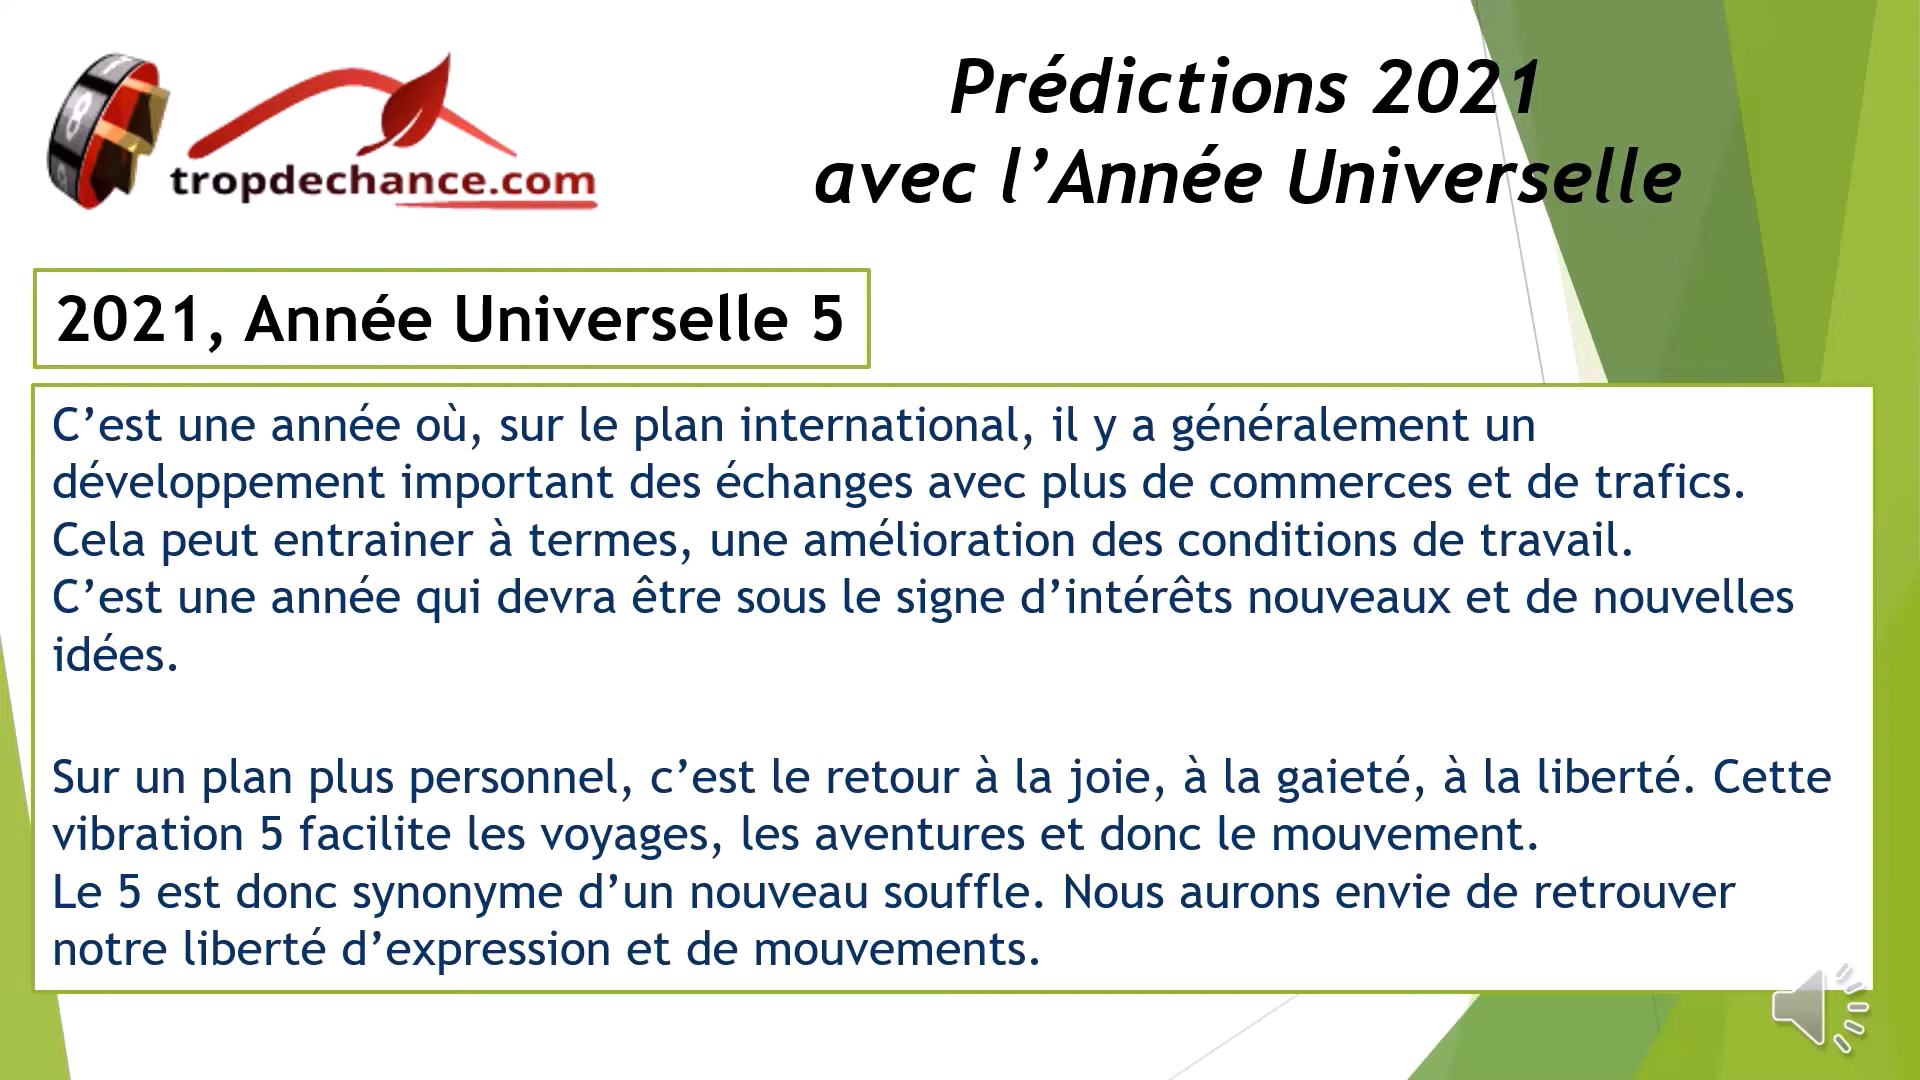 tropdechance.com
Prédictions 2021
avec l’Année Universelle
2021, Année Universelle 5
C’est une année où, sur le plan international, il y a généralement un
développement important des échanges avec plus de commerces et de trafics.
Cela peut entrainer à termes, une amélioration des conditions de travail.
C’est une année qui devra être sous le signe d’intérêts nouveaux et de nouvelles
idées.
Sur un plan plus personnel, c’est le retour à la joie, à la gaieté, à la liberté. Cette
vibration 5 facilite les voyages, les aventures et donc le mouvement.
Le 5 est donc synonyme d’un nouveau souffle. Nous aurons envie de retrouver
notre liberté d’expression et de mouvements.